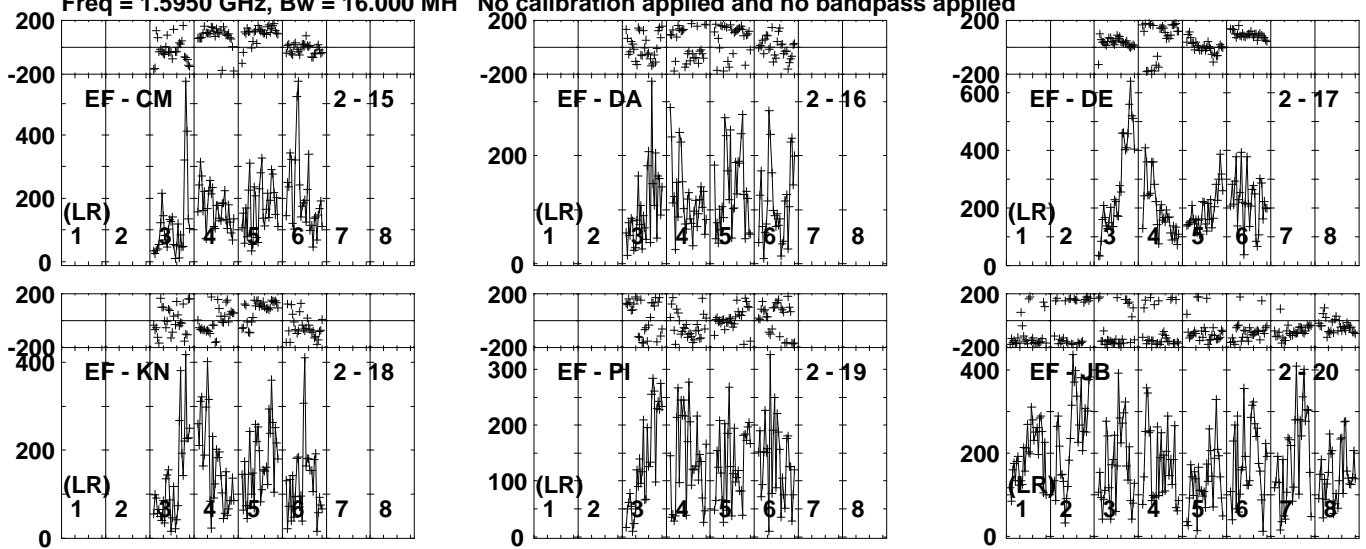 Freq = 1.5950 GHz, Bw = 16.000 MH No calibration applied and no bandpass applied
200
-200
EF - CM 2 - 15
400
200
(LR)
1 2 3 4 5 6 7 8
0
EF - DA 2 - 16
200
(LR)
1 2 3 4 5 6 7 8
0
200
-200
600
EF - DE 2 - 17
400
200
(LR)
1 2 3 4 5 6 7 8
0
200
-200
400
EF - KN 2 - 18
200
(LR)
1 2 3 4 5 6 7 8
0
300
EF - PI 2 - 19
200
100
(LR)
1 2 3 4 5 6 7 8
0
200
-200
400
EF - JB 2 - 20
200
(LR)
1 2 3 4 5 6 7 8
0